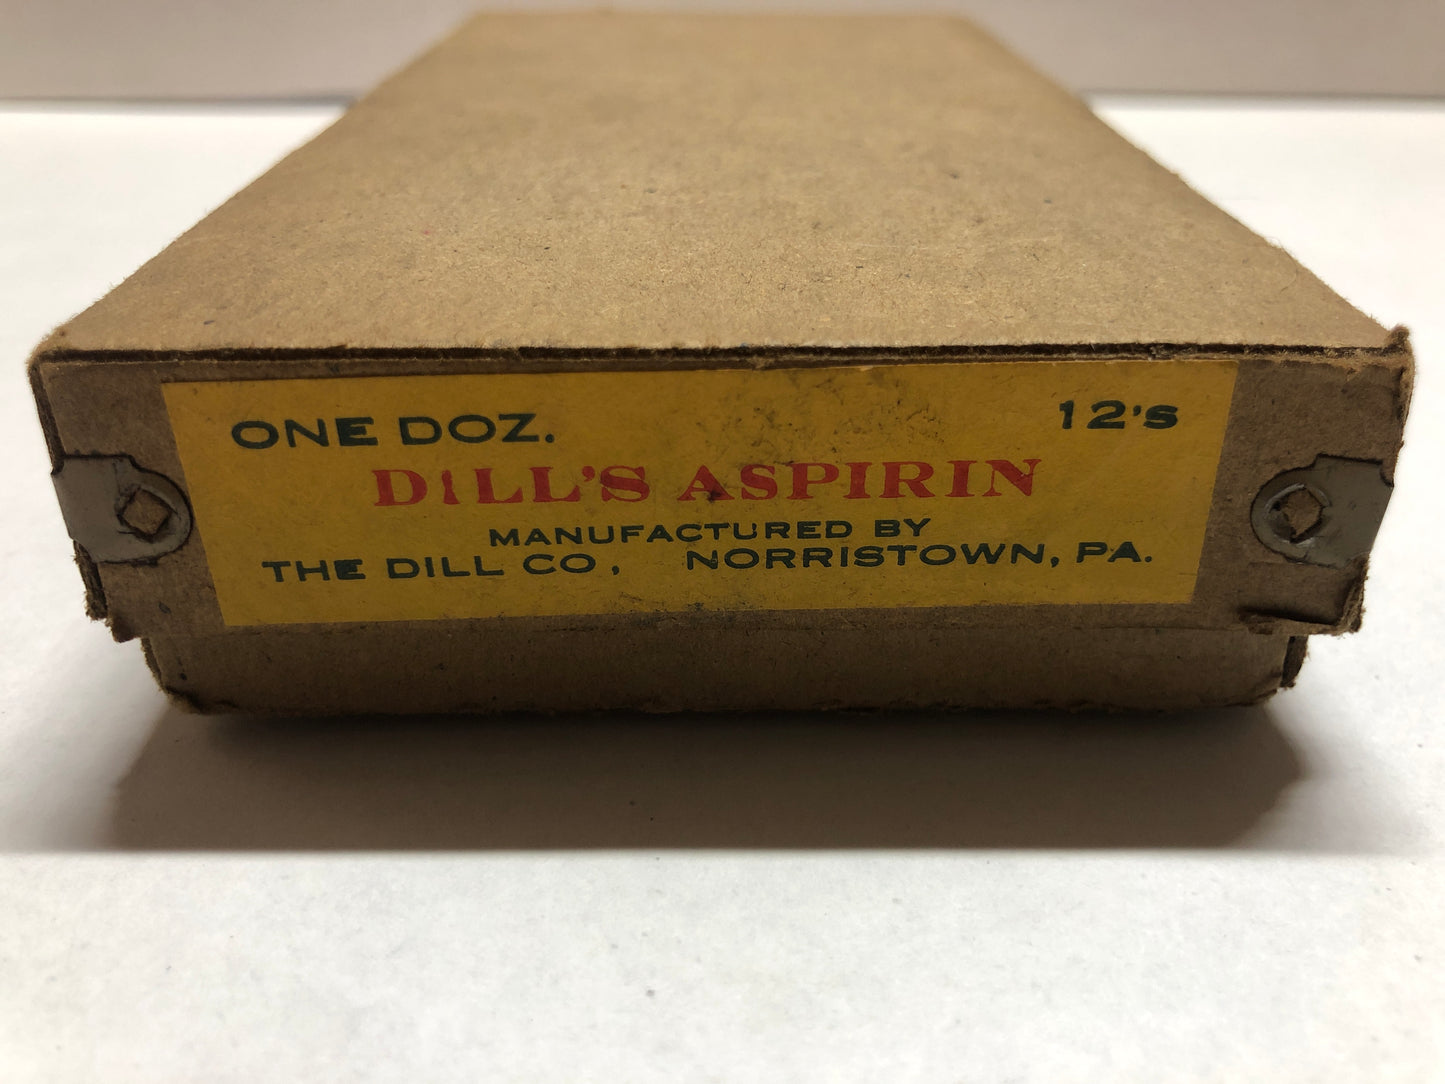 ONE DOZ. 12's
DILL'S ASPIRIN
MANUFACTURED BY
THE DILL CO, NORRISTOWN, PA.